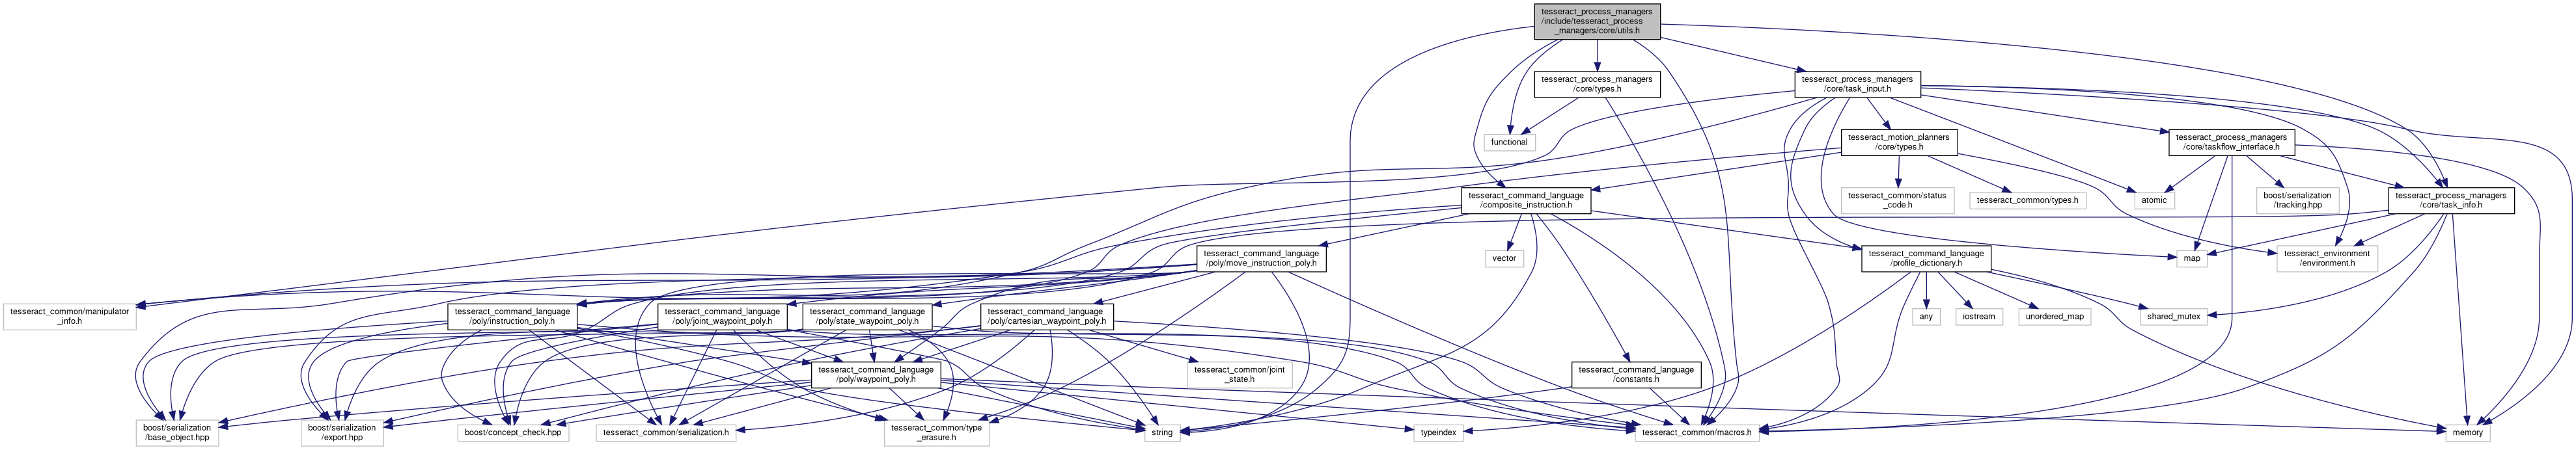 tesseract_process_managers
/include/tesseract_process
_managers/core/utils.h
tesseract_process_managers
/core/types.h
tesseract_process_managers
/core/task_input.h
functional
tesseract_motion_planners
/core/types.h
tesseract_process_managers
/core/taskflow_interface.h
tesseract_command_language
/composite_instruction.h
tesseract_common/status
_code.h
tesseract_common/types.h
atomic
boost/serialization
/tracking.hpp
tesseract_process_managers
/core/task_info.h
tesseract_command_language
/poly/move_instruction_poly.h
vector
tesseract_command_language
/profile_dictionary.h
map
tesseract_environment
/environment.h
tesseract_common/manipulator
_info.h
tesseract_command_language
/poly/instruction_poly.h
tesseract_command_language
/poly/joint_waypoint_poly.h
tesseract_command_language
/poly/state_waypoint_poly.h
tesseract_command_language
/poly/cartesian_waypoint_poly.h
any
iostream
unordered_map
shared_mutex
tesseract_command_language
/poly/waypoint_poly.h
tesseract_common/joint
_state.h
tesseract_command_language
/constants.h
boost/serialization
/base_object.hpp
boost/serialization
/export.hpp
boost/concept_check.hpp
tesseract_common/serialization.h
tesseract_common/type
_erasure.h
string
typeindex
tesseract_common/macros.h
memory